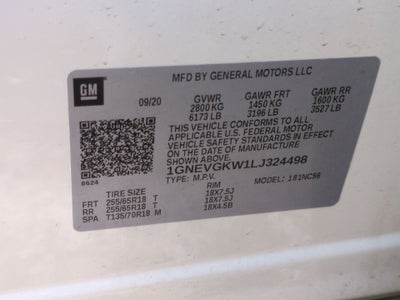 GM
MFD BY GENERAL MOTORS LLC
09/20 GVWR GAWR FRT GAWR RR
2800 KG 1450 KG 1600 KG
6173 LB 3196 LB 3527 LB
THIS VEHICLE CONFORMS TO ALL
APPLICABLE U.S. FEDERAL MOTOR
VEHICLE SAFETY STANDARDS IN EFFECT
ON THE DATE OF MANUFACTURE
SHOWN ABOVE.
1GNEVGKW1LJ324498
8624
TYPE: M.P.V. MODEL: 1B1NC56
TIRE SIZE RIM
FRT 255/65R18 T 18X7.5J
RR 255/65R18 T 18X7.5J
SPA T135/70R18 M 18X4.5B